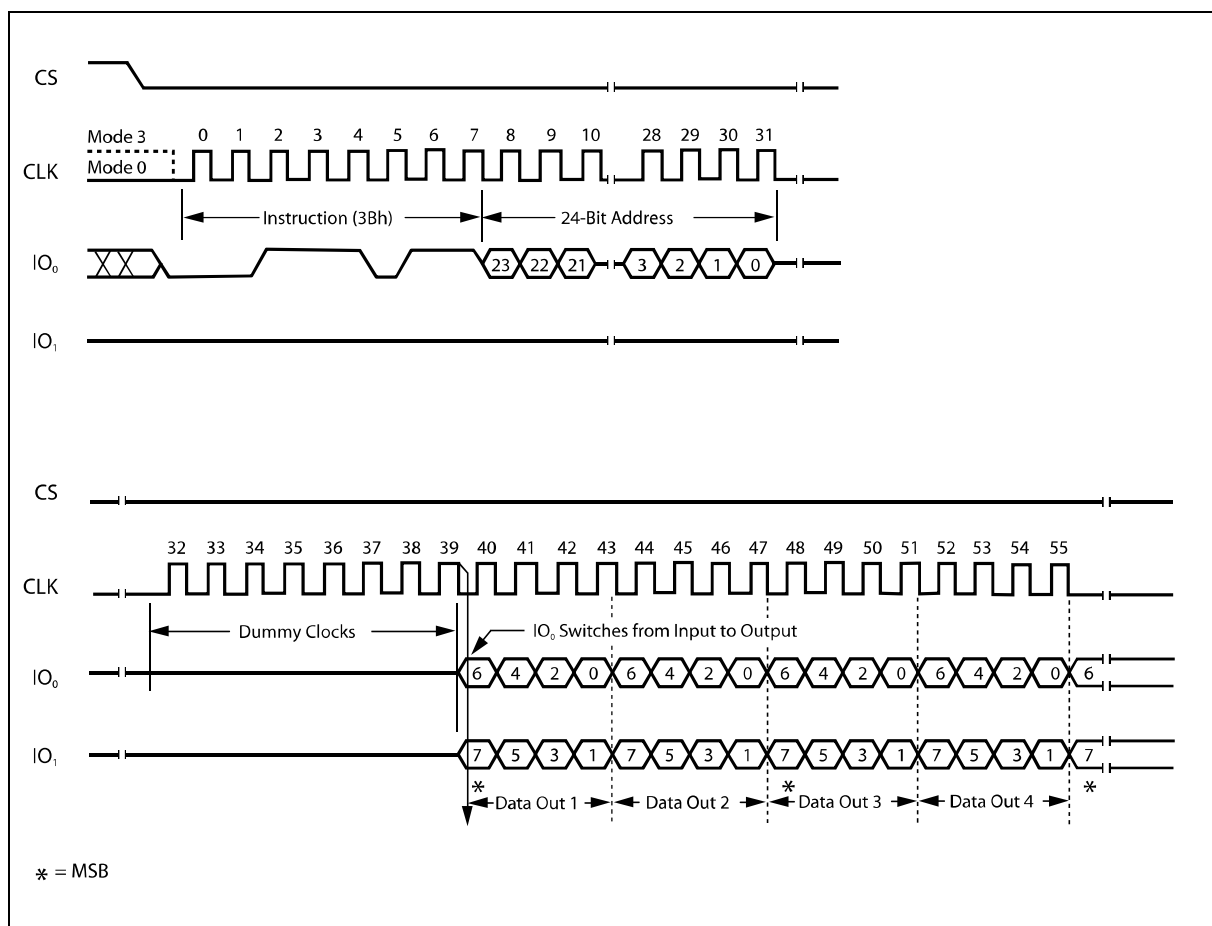 CS
Mode 3
0 1 2 3 4 5 6 7 8 9 10 28 29 30 31
CLK
Mode 0
Instruction (3Bh) 24-Bit Address
IO₀
23 22 21 3 2 1 0
IO₁
CS
32 33 34 35 36 37 38 39 40 41 42 43 44 45 46 47 48 49 50 51 52 53 54 55
CLK
Dummy Clocks
IO₀ Switches from Input to Output
IO₀
6 4 2 0 6 4 2 0 6 4 2 0 6 4 2 0 6
IO₁
7 5 3 1 7 5 3 1 7 5 3 1 7 5 3 1 7
* * *
Data Out 1 Data Out 2 Data Out 3 Data Out 4
* = MSB